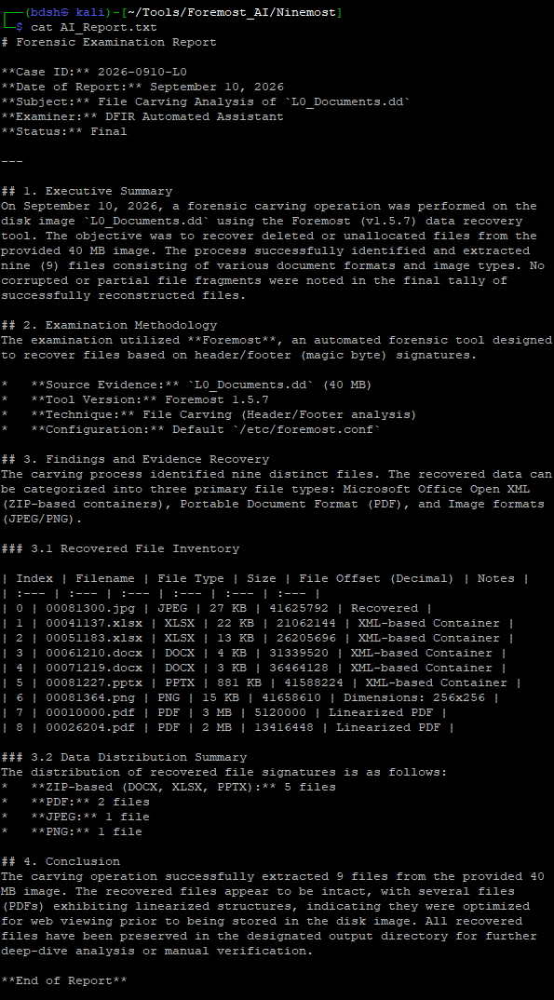 ┌──(bdsh㉿kali)-[~/Tools/Foremost_AI/Ninemost]
└─$ cat AI_Report.txt
# Forensic Examination Report
**Case ID:** 2026-0910-L0
**Date of Report:** September 10, 2026
**Subject:** File Carving Analysis of `L0_Documents.dd`
**Examiner:** DFIR Automated Assistant
**Status:** Final
---
## 1. Executive Summary
On September 10, 2026, a forensic carving operation was performed on the
disk image `L0_Documents.dd` using the Foremost (v1.5.7) data recovery
tool. The objective was to recover deleted or unallocated files from the
provided 40 MB image. The process successfully identified and extracted
nine (9) files consisting of various document formats and image types. No
corrupted or partial file fragments were noted in the final tally of
successfully reconstructed files.
## 2. Examination Methodology
The examination utilized **Foremost**, an automated forensic tool designed
to recover files based on header/footer (magic byte) signatures.
*   **Source Evidence:** `L0_Documents.dd` (40 MB)
*   **Tool Version:** Foremost 1.5.7
*   **Technique:** File Carving (Header/Footer analysis)
*   **Configuration:** Default `/etc/foremost.conf`
## 3. Findings and Evidence Recovery
The carving process identified nine distinct files. The recovered data can
be categorized into three primary file types: Microsoft Office Open XML
(ZIP-based containers), Portable Document Format (PDF), and Image formats
(JPEG/PNG).
### 3.1 Recovered File Inventory
| Index | Filename | File Type | Size | File Offset (Decimal) | Notes |
| :--- | :--- | :--- | :--- | :--- | :--- |
| 0 | 00081300.jpg | JPEG | 27 KB | 41625792 | Recovered |
| 1 | 00041137.xlsx | XLSX | 22 KB | 21062144 | XML-based Container |
| 2 | 00051183.xlsx | XLSX | 13 KB | 26205696 | XML-based Container |
| 3 | 00061210.docx | DOCX | 4 KB | 31339520 | XML-based Container |
| 4 | 00071219.docx | DOCX | 3 KB | 36464128 | XML-based Container |
| 5 | 00081227.pptx | PPTX | 881 KB | 41588224 | XML-based Container |
| 6 | 00081364.png | PNG | 15 KB | 41658610 | Dimensions: 256x256 |
| 7 | 00010000.pdf | PDF | 3 MB | 5120000 | Linearized PDF |
| 8 | 00026204.pdf | PDF | 2 MB | 13416448 | Linearized PDF |
### 3.2 Data Distribution Summary
The distribution of recovered file signatures is as follows:
*   **ZIP-based (DOCX, XLSX, PPTX):** 5 files
*   **PDF:** 2 files
*   **JPEG:** 1 file
*   **PNG:** 1 file
## 4. Conclusion
The carving operation successfully extracted 9 files from the provided 40
MB image. The recovered files appear to be intact, with several files
(PDFs) exhibiting linearized structures, indicating they were optimized
for web viewing prior to being stored in the disk image. All recovered
files have been preserved in the designated output directory for further
deep-dive analysis or manual verification.
**End of Report**